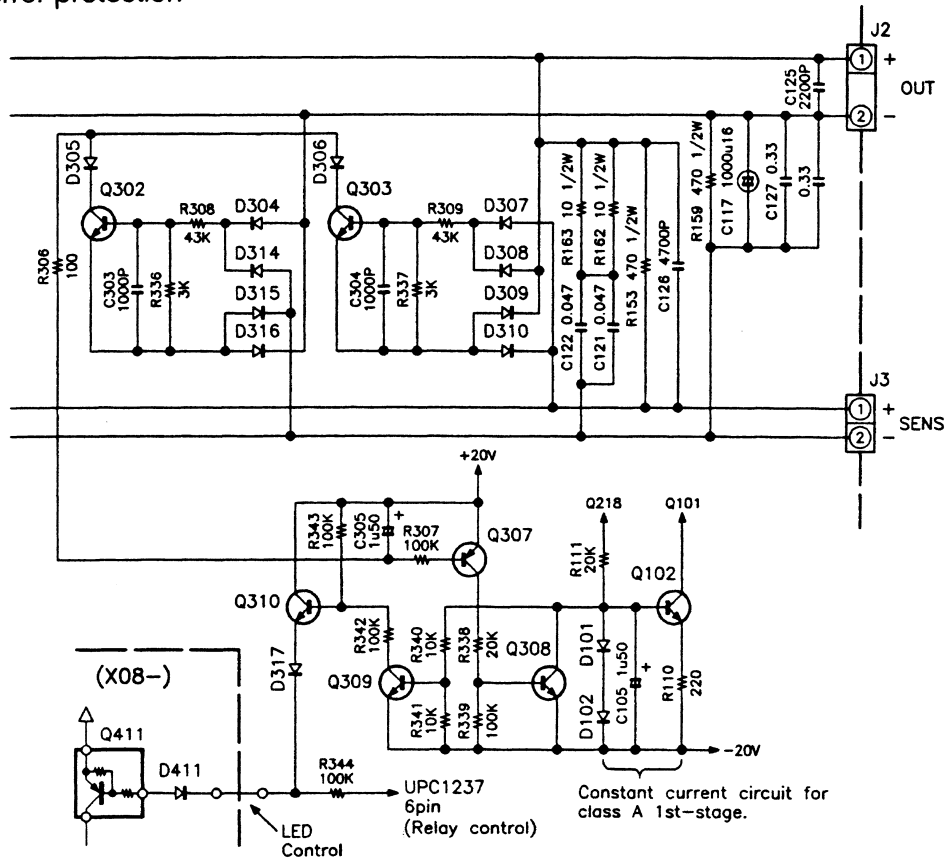 J2
1 +
OUT
2 -
C125
2200P
D305
D306
Q302
Q303
R308
43K
D304
D314
D315
D316
R309
43K
D307
D308
D309
D310
R306
100
C303
1000P
R336
3K
C304
1000P
R337
3K
R163 10 1/2W
R162 10 1/2W
C122 0.047
C121 0.047
R153 470 1/2W
C126 4700P
R159 470 1/2W
C117 1000u16
C127 0.33
0.33
J3
1 +
SENS
2 -
+20V
R343
100K
C305
1u50
+
R307
100K
Q307
Q218
Q101
R111
20K
Q102
Q310
R342
100K
R340
10K
R338
20K
Q308
D101
1u50
+
D317
Q309
R341
10K
R339
100K
D102
C105
R110
220
-20V
(X08-)
Q411
D411
R344
100K
UPC1237
6pin
(Relay control)
LED
Control
Constant current circuit for
class A 1st-stage.